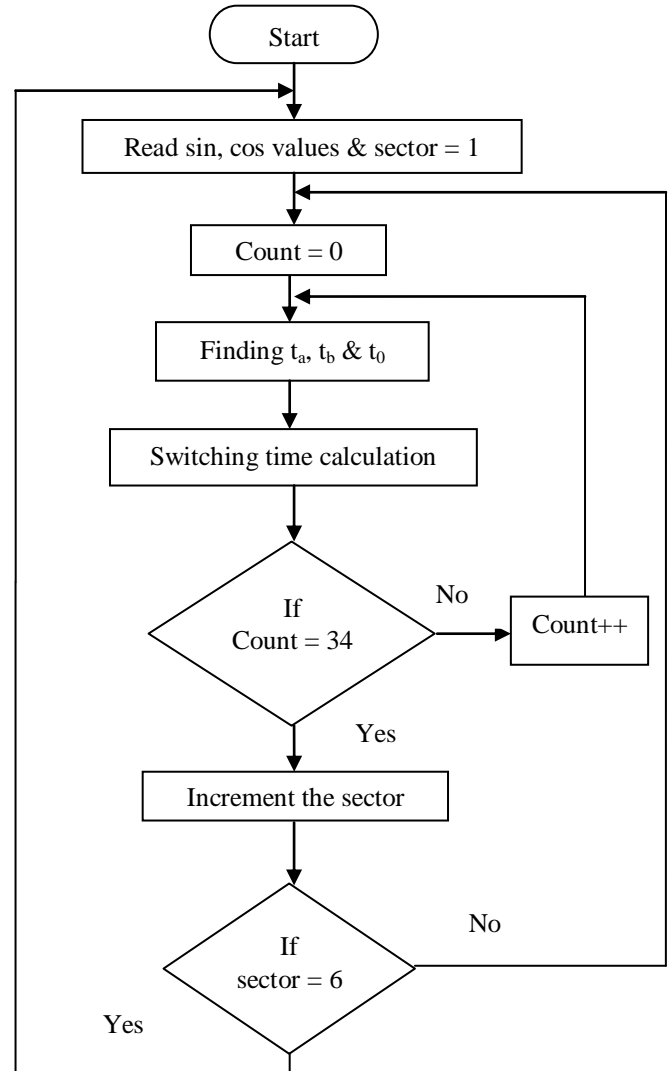 Start
Read sin, cos values & sector = 1
Count = 0
Finding tₐ, t_b & t₀
Switching time calculation
If
Count = 34
No
Count++
Yes
Increment the sector
If
sector = 6
No
Yes